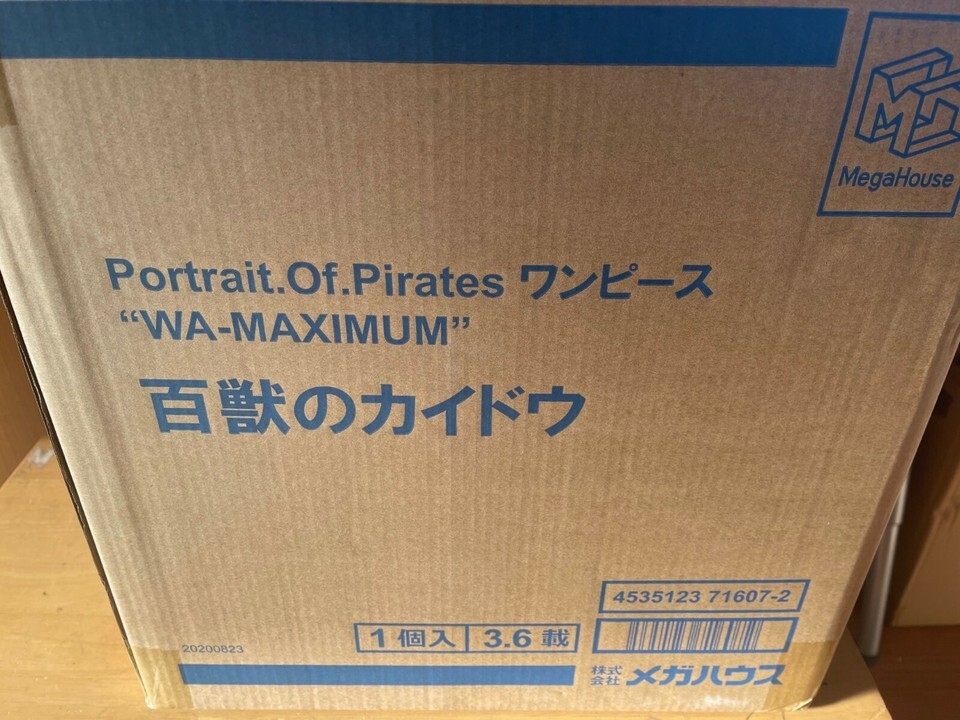 MegaHouse
Portrait.Of.Pirates ワンピース
“WA-MAXIMUM”
百獣のカイドウ
4535123 71607-2
1個入 3.6載
20200823
株式会社 メガハウス